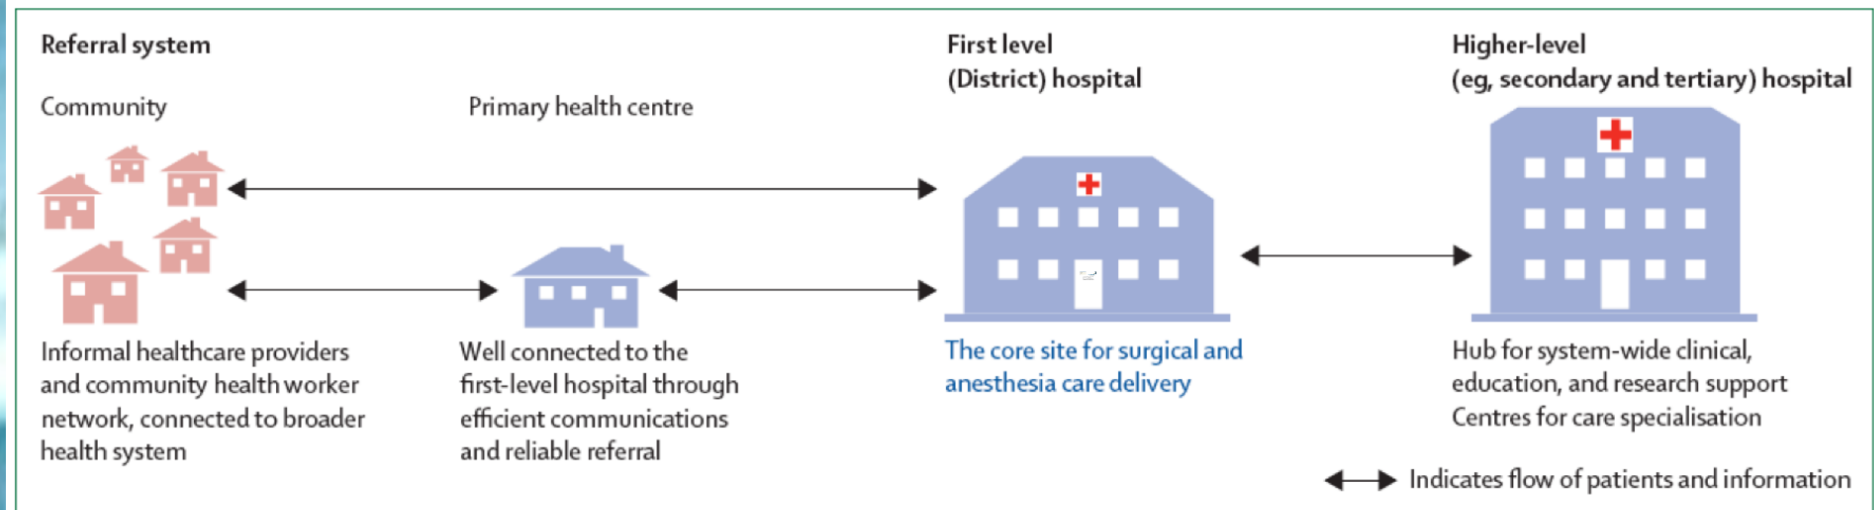 Referral system
Community
Primary health centre
First level
(District) hospital
Higher-level
(eg, secondary and tertiary) hospital
Informal healthcare providers
and community health worker
network, connected to broader
health system
Well connected to the
first-level hospital through
efficient communications
and reliable referral
The core site for surgical and
anesthesia care delivery
Hub for system-wide clinical,
education, and research support
Centres for care specialisation
Indicates flow of patients and information